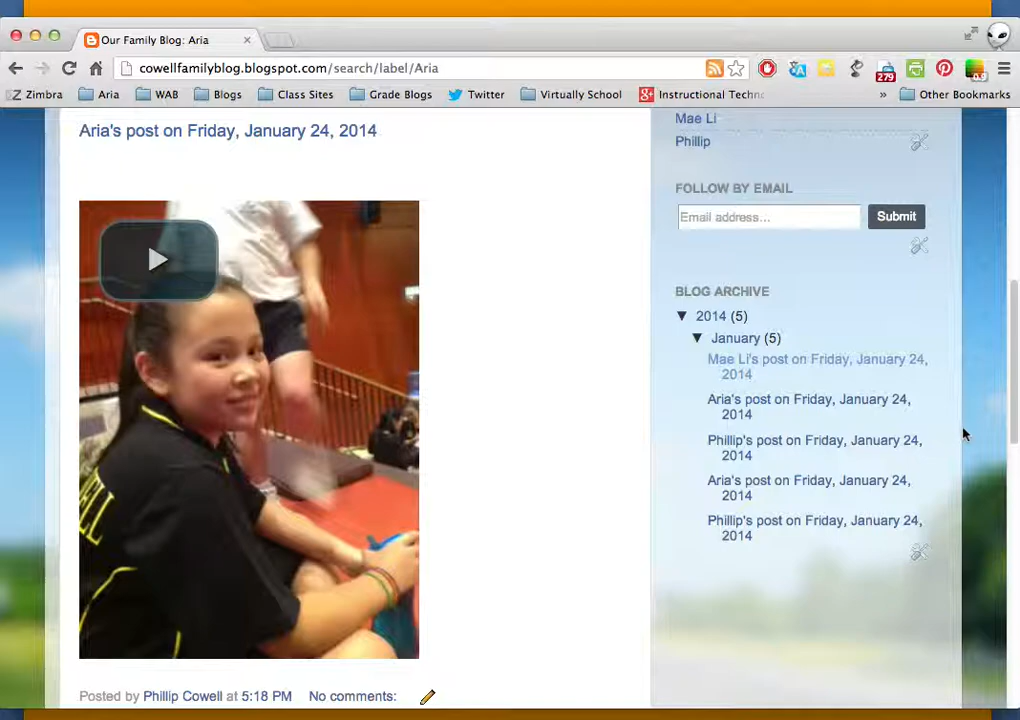 Our Family Blog: Aria
cowellfamilyblog.blogspot.com/search/label/Aria
279
0.9
Zimbra
Aria
WAB
Blogs
Class Sites
Grade Blogs
Twitter
Virtually School
Instructional Techn
»
Other Bookmarks
Aria's post on Friday, January 24, 2014
Posted by Phillip Cowell at 5:18 PM No comments:
Mae Li
Phillip
FOLLOW BY EMAIL
Email address...
Submit
BLOG ARCHIVE
▼ 2014 (5)
▼ January (5)
Mae Li's post on Friday, January 24,
2014
Aria's post on Friday, January 24,
2014
Phillip's post on Friday, January 24,
2014
Aria's post on Friday, January 24,
2014
Phillip's post on Friday, January 24,
2014